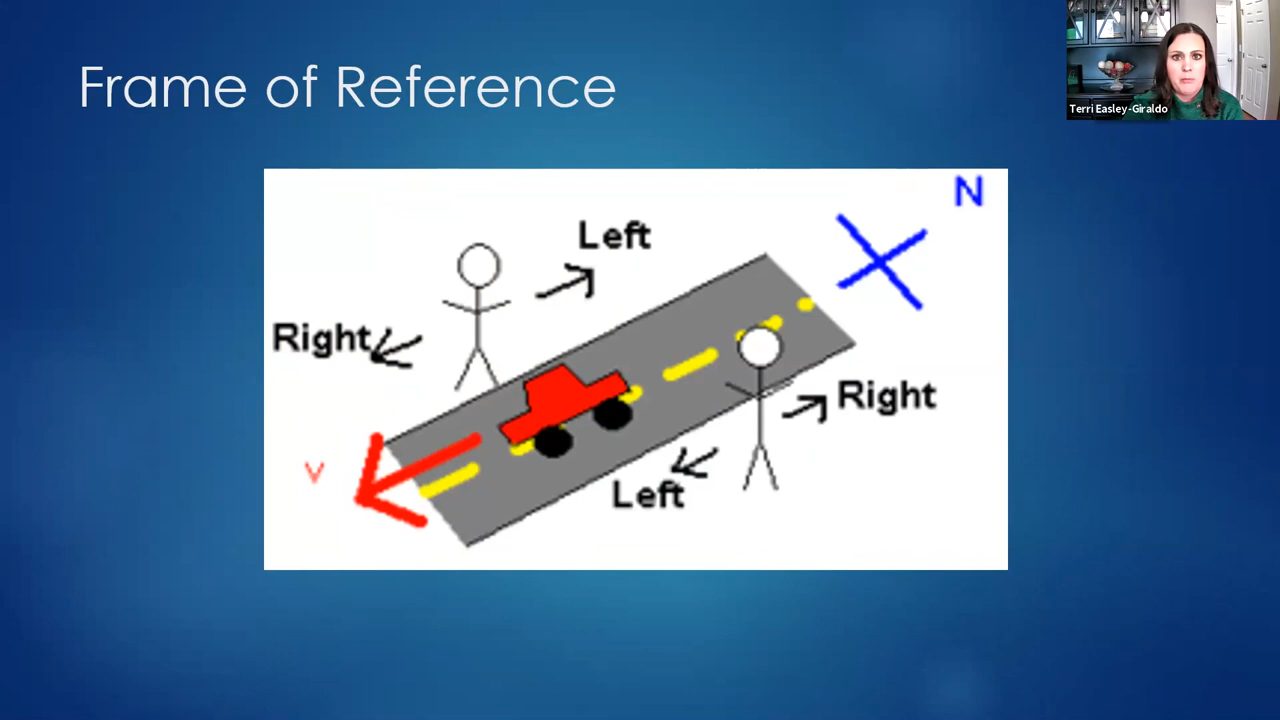 Frame of Reference
Terri Easley-Giraldo
N
Left
Right
Right
V
Left